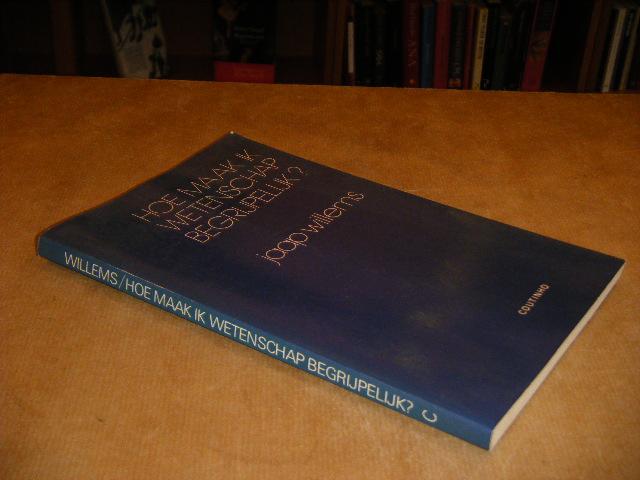 HOE MAAK IK
WETENSCHAP
BEGRIJPELIJK?
jaap willems
COUTINHO
WILLEMS/HOE MAAK IK WETENSCHAP BEGRIJPELIJK? C